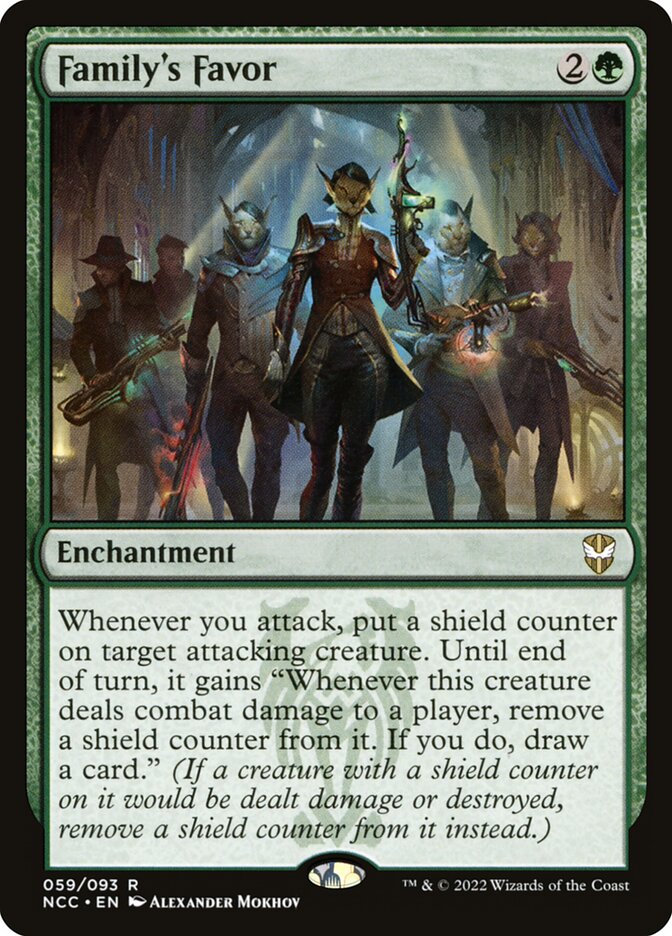 Family's Favor
2
Enchantment
Whenever you attack, put a shield counter
on target attacking creature. Until end
of turn, it gains “Whenever this creature
deals combat damage to a player, remove
a shield counter from it. If you do, draw
a card.” (If a creature with a shield counter
on it would be dealt damage or destroyed,
remove a shield counter from it instead.)
059/093 R
NCC • EN Alexander Mokhov
™ & © 2022 Wizards of the Coast